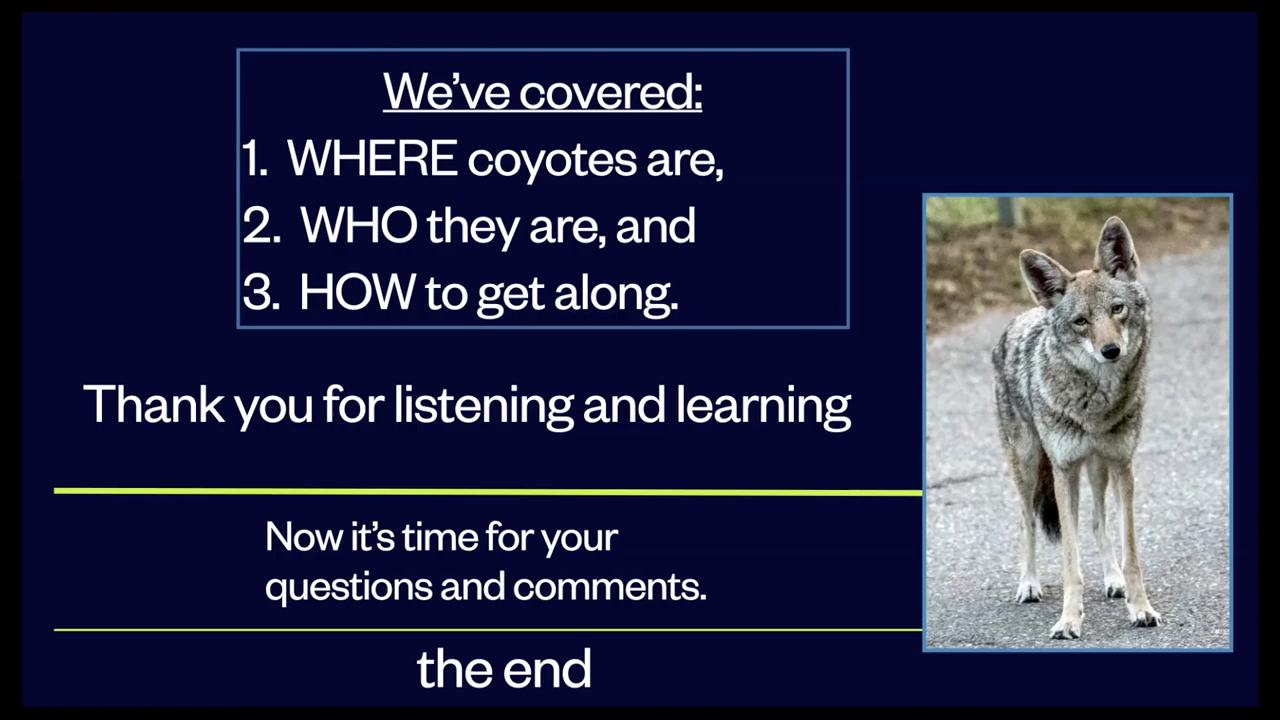 We’ve covered:
1. WHERE coyotes are,
2. WHO they are, and
3. HOW to get along.
Thank you for listening and learning
Now it’s time for your
questions and comments.
the end